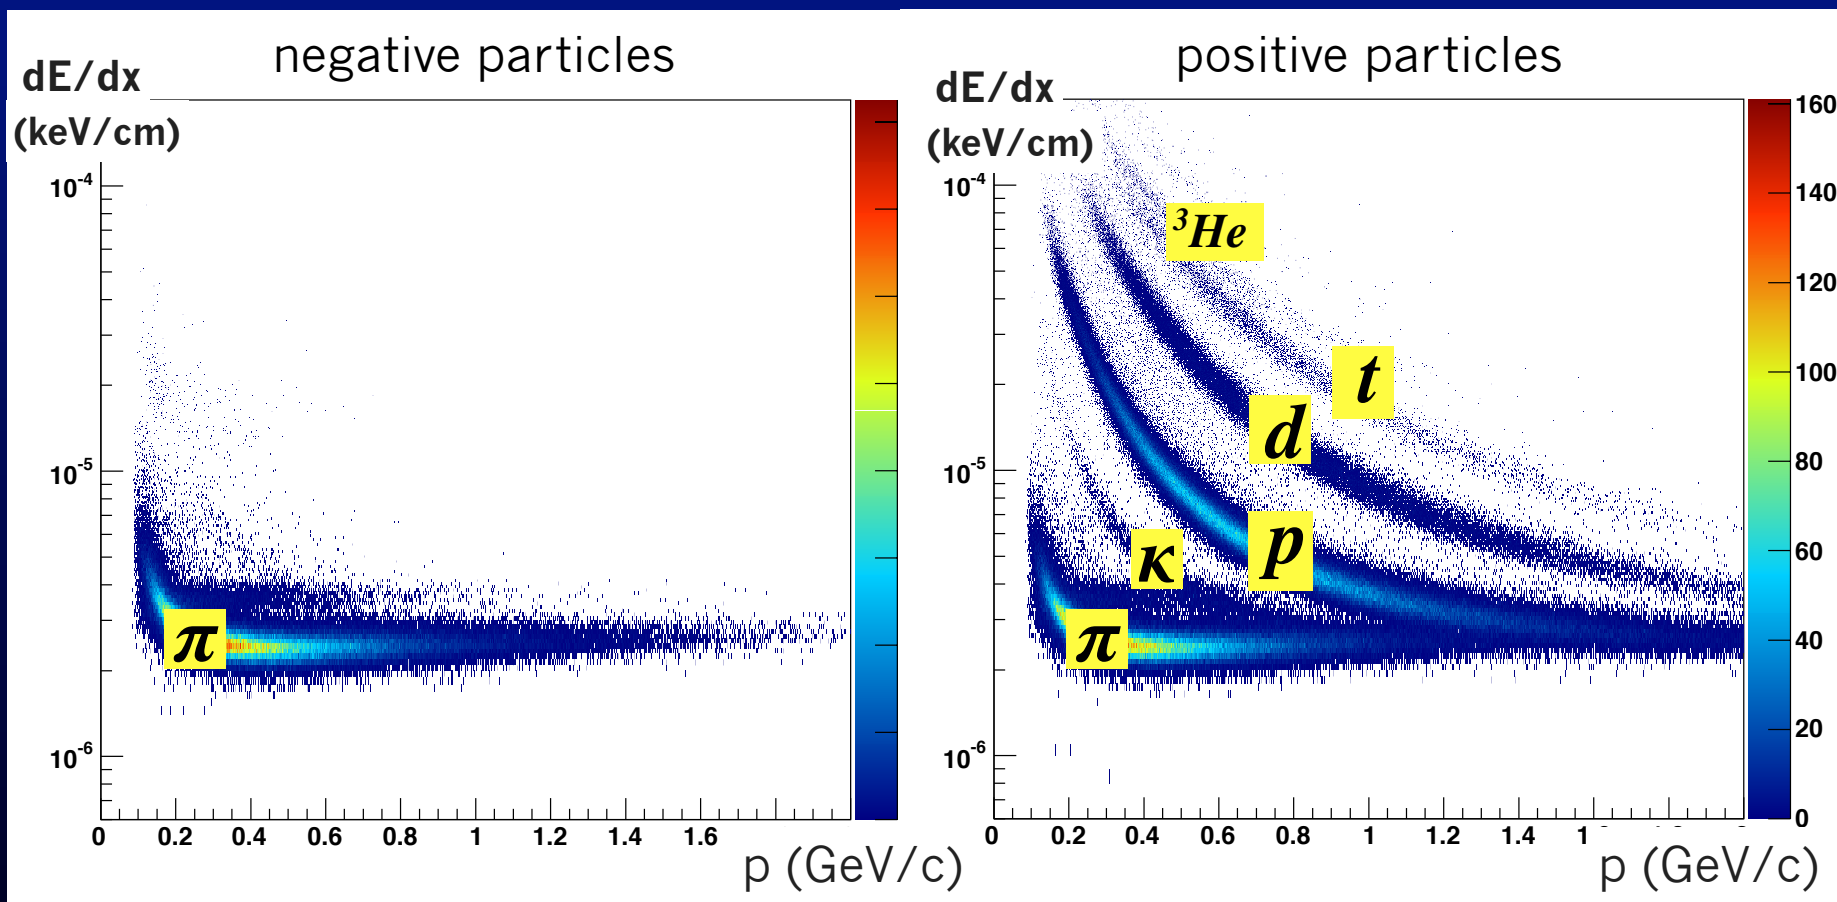 negative particles
dE/dx
(keV/cm)
10-4
10-5
10-6
π
0 0.2 0.4 0.6 0.8 1 1.2 1.4 1.6
p (GeV/c)
positive particles
dE/dx
(keV/cm)
10-4
10-5
10-6
3He
t
d
p
κ
π
0 0.2 0.4 0.6 0.8 1 1.2 1.4 1
p (GeV/c)
160
140
120
100
80
60
40
20
0